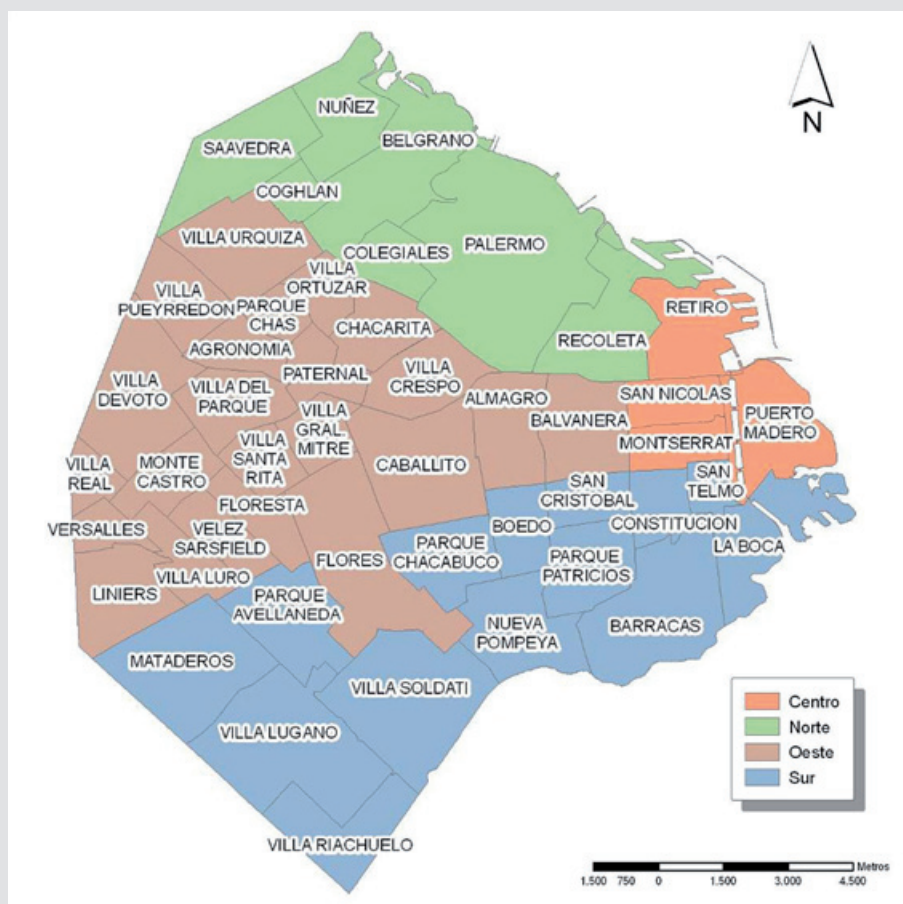 N
NUÑEZ
SAAVEDRA
BELGRANO
COGHLAN
VILLA URQUIZA
COLEGIALES
PALERMO
VILLA
ORTUZAR
VILLA
PUEYRREDON
PARQUE
CHAS
RETIRO
CHACARITA
RECOLETA
AGRONOMIA
PATERNAL
VILLA
CRESPO
VILLA
DEVOTO
VILLA DEL
PARQUE
ALMAGRO
SAN NICOLAS
BALVANERA
PUERTO
MADERO
VILLA
GRAL.
MITRE
MONTSERRAT
VILLA
SANTA
RITA
VILLA
REAL
MONTE
CASTRO
CABALLITO
SAN
TELMO
SAN
CRISTOBAL
FLORESTA
VERSALLES
VELEZ
SARSFIELD
BOEDO
CONSTITUCION
LA BOCA
PARQUE
CHACABUCO
FLORES
PARQUE
PATRICIOS
VILLA LURO
LINIERS
PARQUE
AVELLANEDA
NUEVA
POMPEYA
BARRACAS
MATADEROS
VILLA SOLDATI
VILLA LUGANO
VILLA RIACHUELO
Centro
Norte
Oeste
Sur
Metros
1.500 750 0 1.500 3.000 4.500